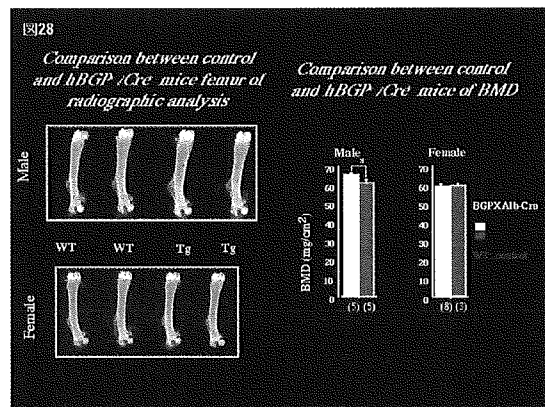 図28
Comparison between control
and hBGP /Cre mice femur of
radiographic analysis
Comparison between control
and hBGP /Cre mice of BMD
Male
WT WT Tg Tg
Female
Male Female
*
BMD /mg/cm²
70 70
60 60
50 50
40 40
30 30
20 20
10 10
0 0
(5) (5) (8)
BGPXAlb-Cre